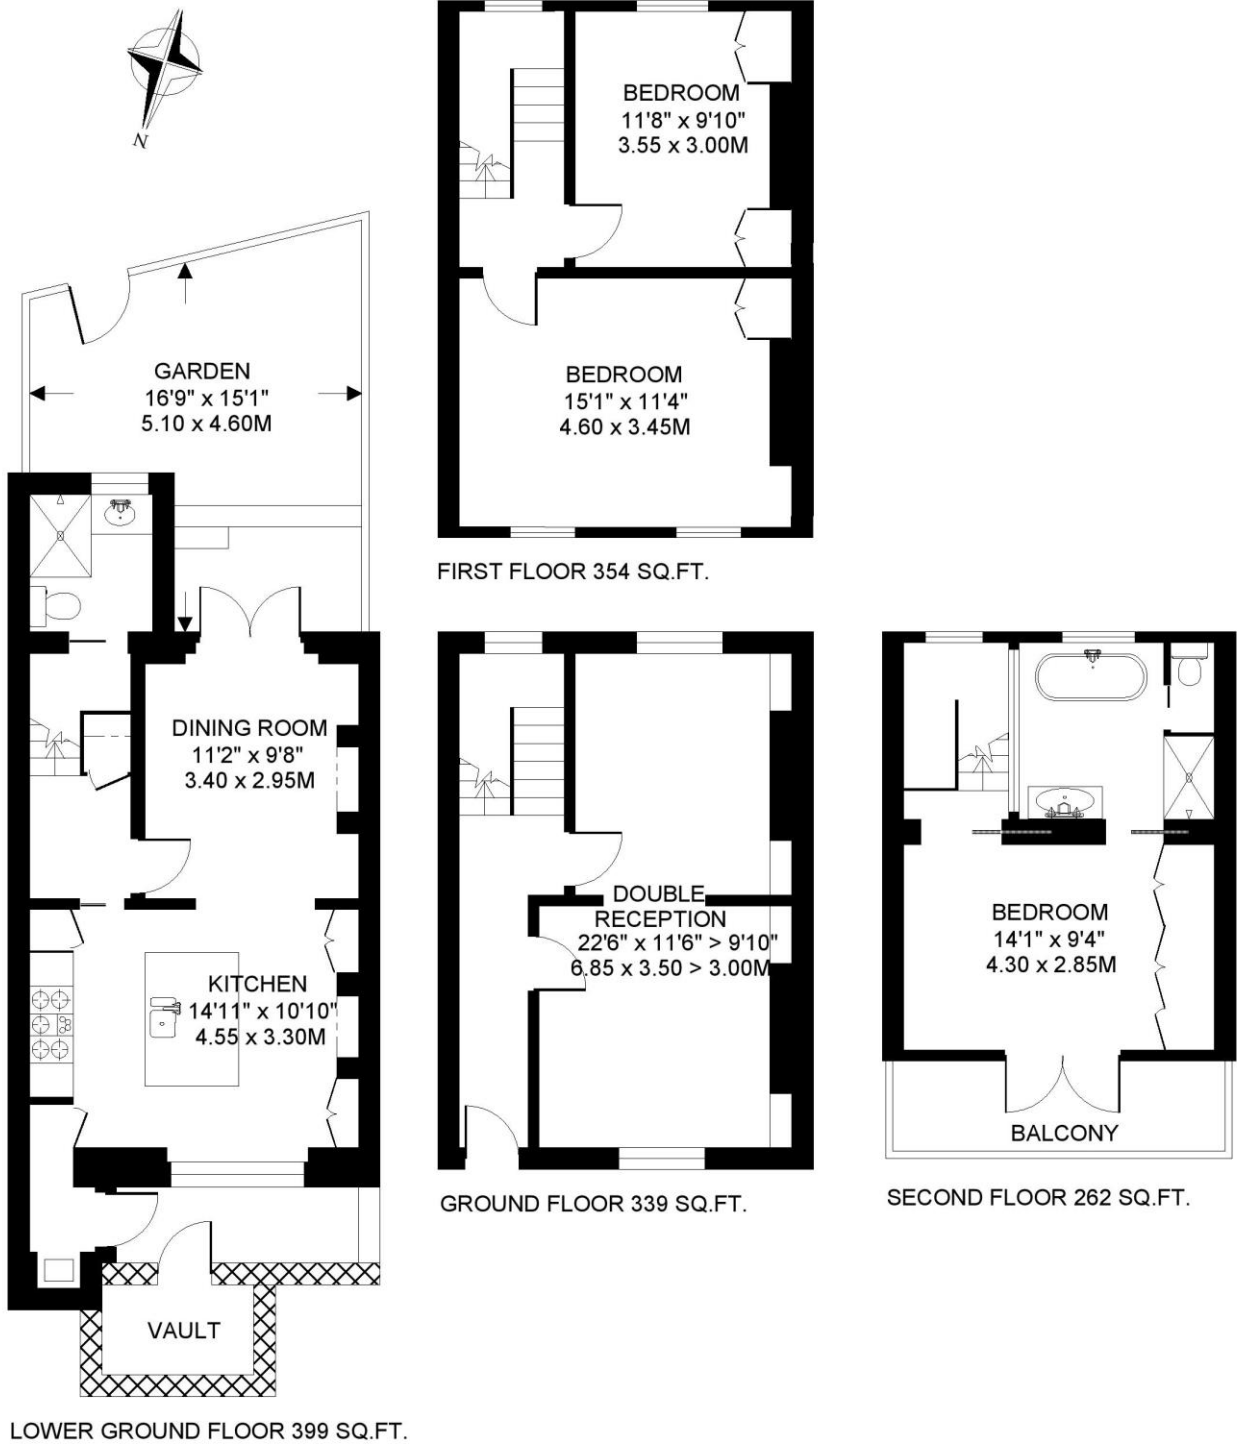 N
BEDROOM
11'8" x 9'10"
3.55 x 3.00M
BEDROOM
15'1" x 11'4"
4.60 x 3.45M
FIRST FLOOR 354 SQ.FT.
GARDEN
16'9" x 15'1"
5.10 x 4.60M
DINING ROOM
11'2" x 9'8"
3.40 x 2.95M
KITCHEN
14'11" x 10'10"
4.55 x 3.30M
VAULT
LOWER GROUND FLOOR 399 SQ.FT.
DOUBLE
RECEPTION
22'6" x 11'6" > 9'10"
6.85 x 3.50 > 3.00M
GROUND FLOOR 339 SQ.FT.
BEDROOM
14'1" x 9'4"
4.30 x 2.85M
BALCONY
SECOND FLOOR 262 SQ.FT.